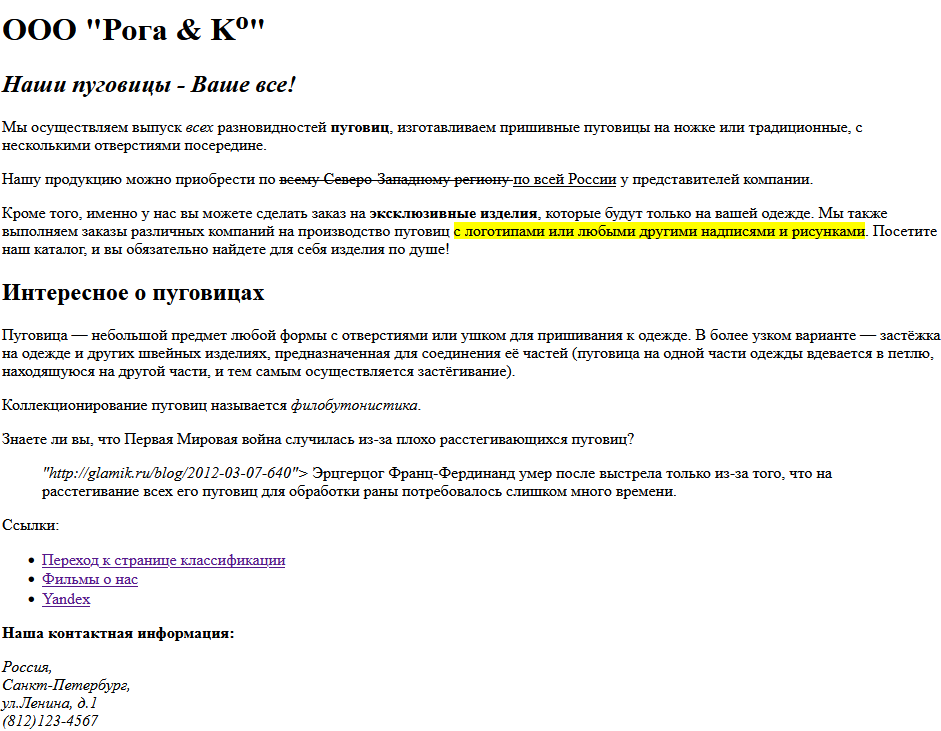 ООО "Рога & Kº"
Наши пуговицы - Ваше все!
Мы осуществляем выпуск всех разновидностей пуговиц, изготавливаем пришивные пуговицы на ножке или традиционные, с
несколькими отверстиями посередине.
Нашу продукцию можно приобрести по всему Северо-Западному региону по всей России у представителей компании.
Кроме того, именно у нас вы можете сделать заказ на эксклюзивные изделия, которые будут только на вашей одежде. Мы также
выполняем заказы различных компаний на производство пуговиц с логотипами или любыми другими надписями и рисунками. Посетите
наш каталог, и вы обязательно найдете для себя изделия по душе!
Интересное о пуговицах
Пуговица — небольшой предмет любой формы с отверстиями или ушком для пришивания к одежде. В более узком варианте — застёжка
на одежде и других швейных изделиях, предназначенная для соединения её частей (пуговица на одной части одежды вдевается в петлю,
находящуюся на другой части, и тем самым осуществляется застёгивание).
Коллекционирование пуговиц называется филобутонистика.
Знаете ли вы, что Первая Мировая война случилась из-за плохо расстегивающихся пуговиц?
"http://glamik.ru/blog/2012-03-07-640"> Эрцгерцог Франц-Фердинанд умер после выстрела только из-за того, что на
расстегивание всех его пуговиц для обработки раны потребовалось слишком много времени.
Ссылки:
• Переход к странице классификации
• Фильмы о нас
• Yandex
Наша контактная информация:
Россия,
Санкт-Петербург,
ул.Ленина, д.1
(812)123-4567